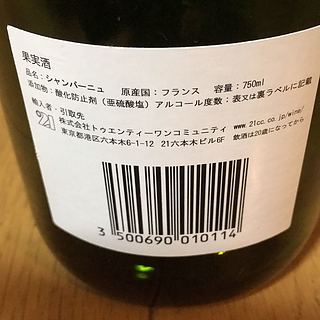 果実酒
品名：シャンパーニュ 原産国：フランス 容量：750ml
添加物：酸化防止剤（亜硫酸塩）アルコール度数：表又は裏ラベルに記載
輸入者・引取先
21 株式会社トゥエンティーワンコミュニティ www.21cc.co.jp/wine/
東京都港区六本木6-1-12 21六本木ビル6F 飲酒は20歳になってから
3 500690 010114